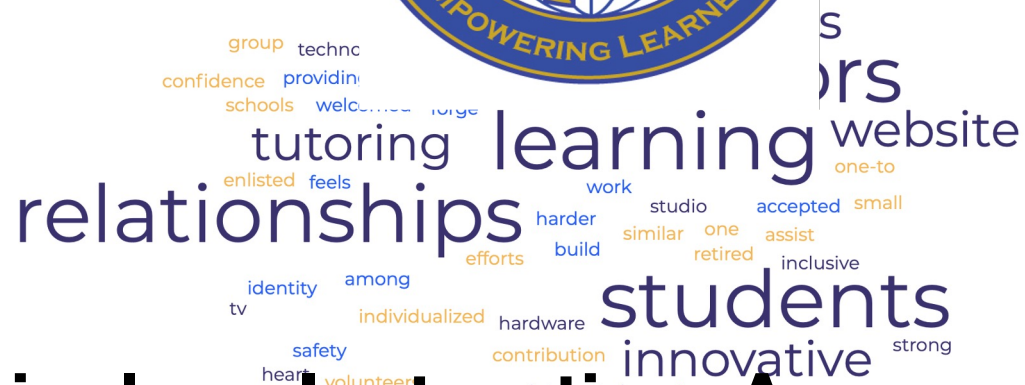 group techno
confidence providing
schools welcomed forge
EMPOWERING LEARNE
s
ors
tutoring learning website
one-to
enlisted feels
relationships work
harder studio accepted small
similar one assist
build
efforts retired
inclusive
identity among
students
tv
individualized hardware
safety contribution innovative strong
heart volunteers